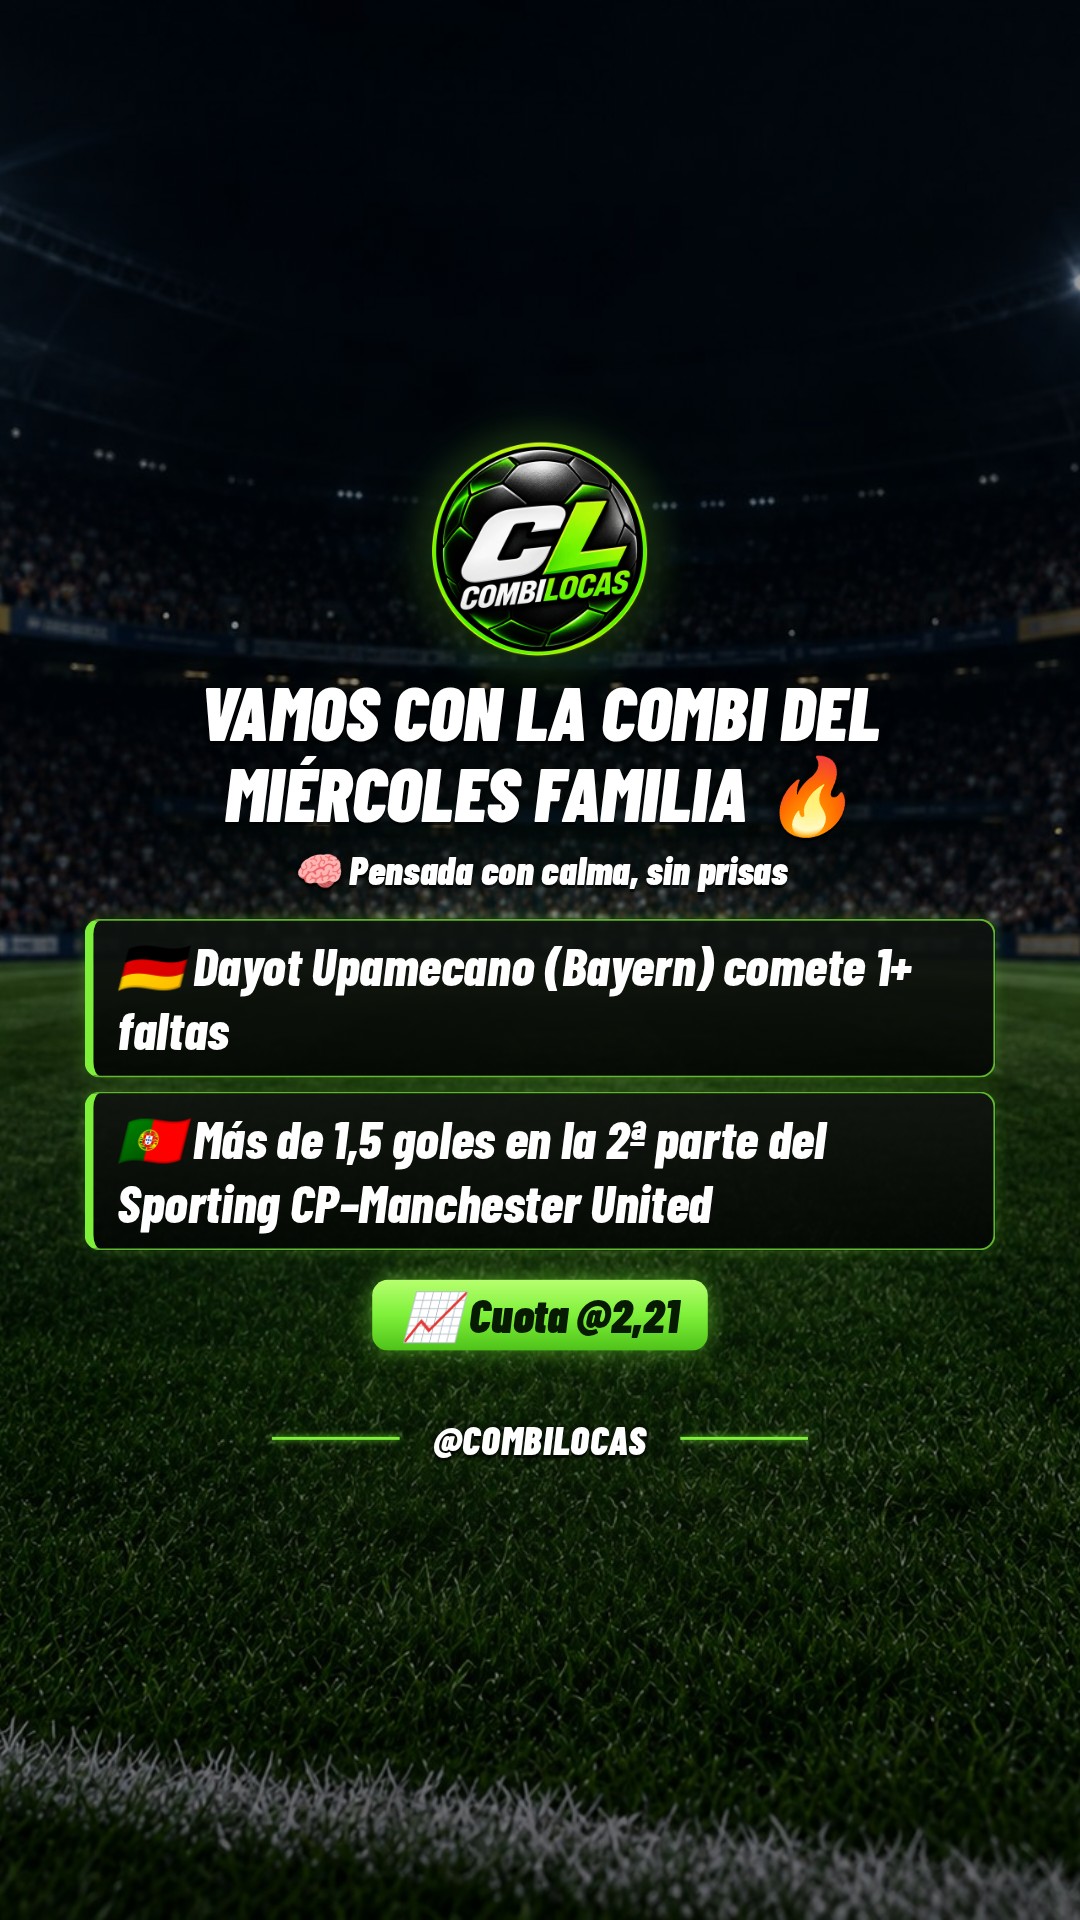 CL
COMBILOCAS
VAMOS CON LA COMBI DEL
MIÉRCOLES FAMILIA 🔥
🧠 Pensada con calma, sin prisas
🇩🇪 Dayot Upamecano (Bayern) comete 1+
faltas
🇵🇹 Más de 1,5 goles en la 2ª parte del
Sporting CP-Manchester United
📈 Cuota @2,21
@COMBILOCAS